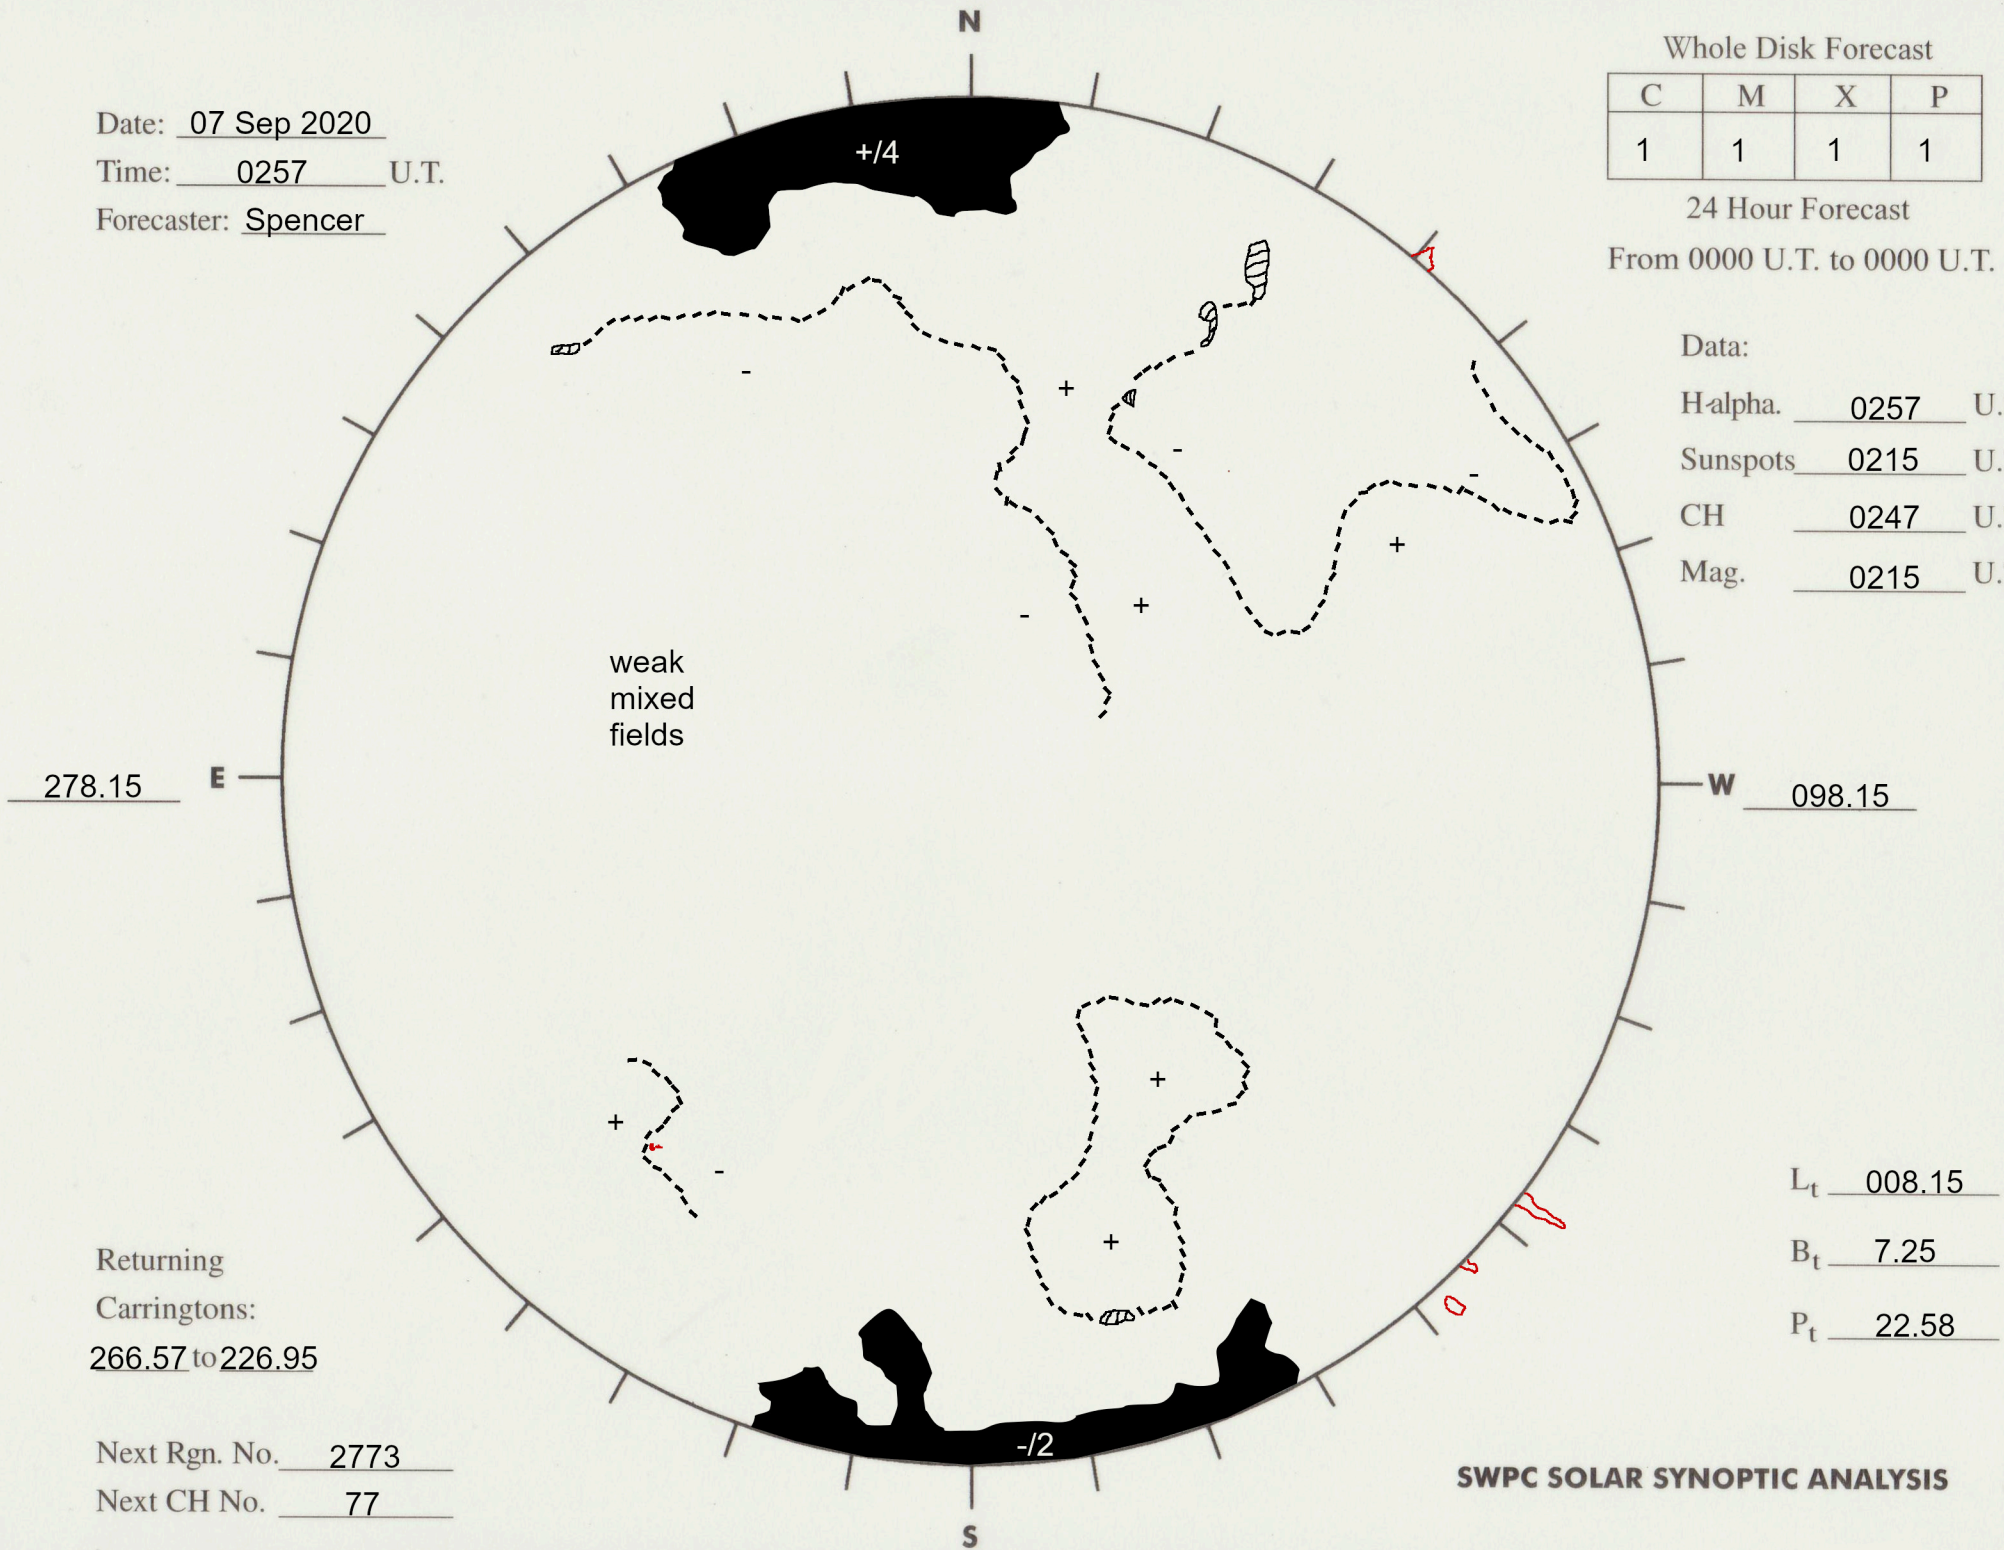 N
Date: 07 Sep 2020
Time: 0257 U.T.
Forecaster: Spencer
Whole Disk Forecast
C M X P
1 1 1 1
24 Hour Forecast
From 0000 U.T. to 0000 U.T.
+/4
Data:
H-alpha. 0257 U.
Sunspots 0215 U.
CH 0247 U.
Mag. 0215 U.
-
+
-
-
+
-
+
weak
mixed
fields
278.15 E
W 098.15
+
+
-
+
Lt 008.15
Bt 7.25
Pt 22.58
Returning
Carringtons:
266.57 to 226.95
-/2
Next Rgn. No. 2773
Next CH No. 77
SWPC SOLAR SYNOPTIC ANALYSIS
S